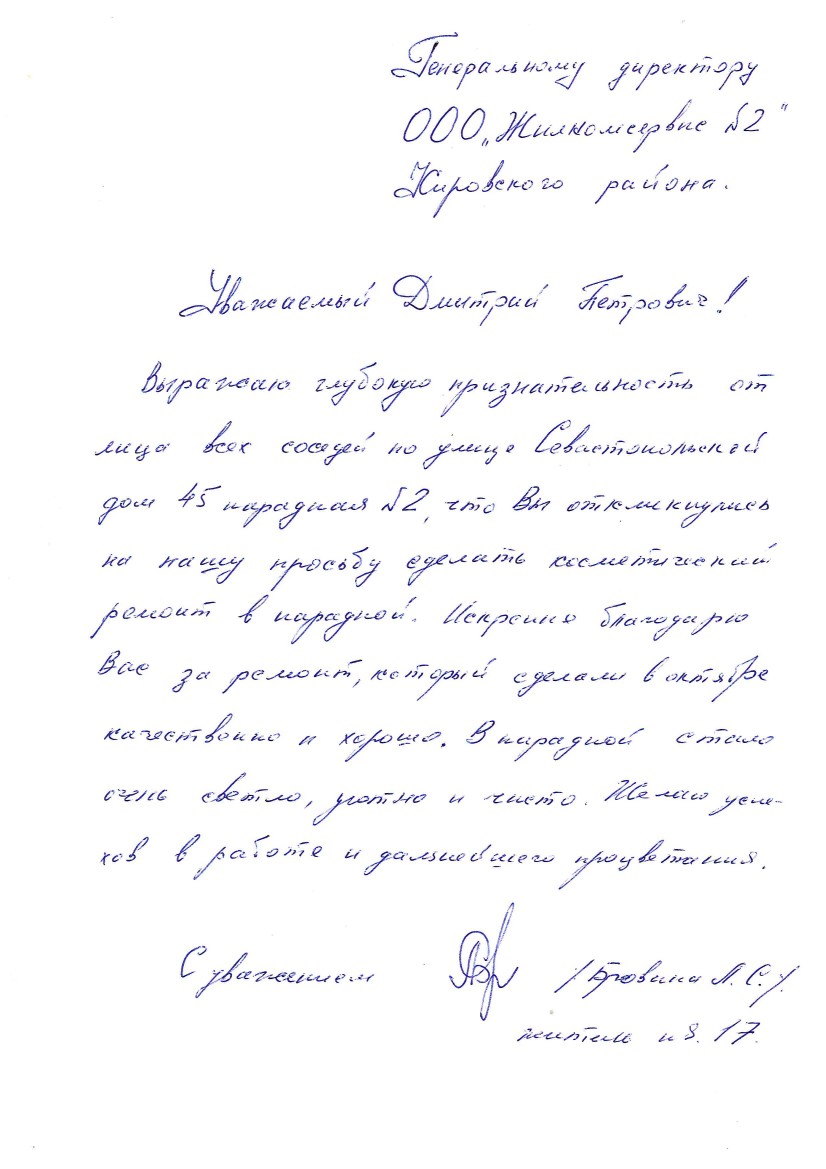 Генеральному директору
ООО „Жилкомсервис №2"
Кировского района.
Уважаемый Дмитрий Петрович!
Выражаю глубокую признательность от
лица всех соседей по улице Севастопольской
дом 45 парадная №2, что Вы откликнулись
на нашу просьбу сделать косметический
ремонт в парадной. Искренне благодарю
Вас за ремонт, который сделали в октябре
качественно и хорошо. В парадной стало
очень светло, уютно и чисто. Желаю успе-
хов в работе и дальнейшего процветания.
С уважением /Бровина Л. С./.
житель кв. 17.